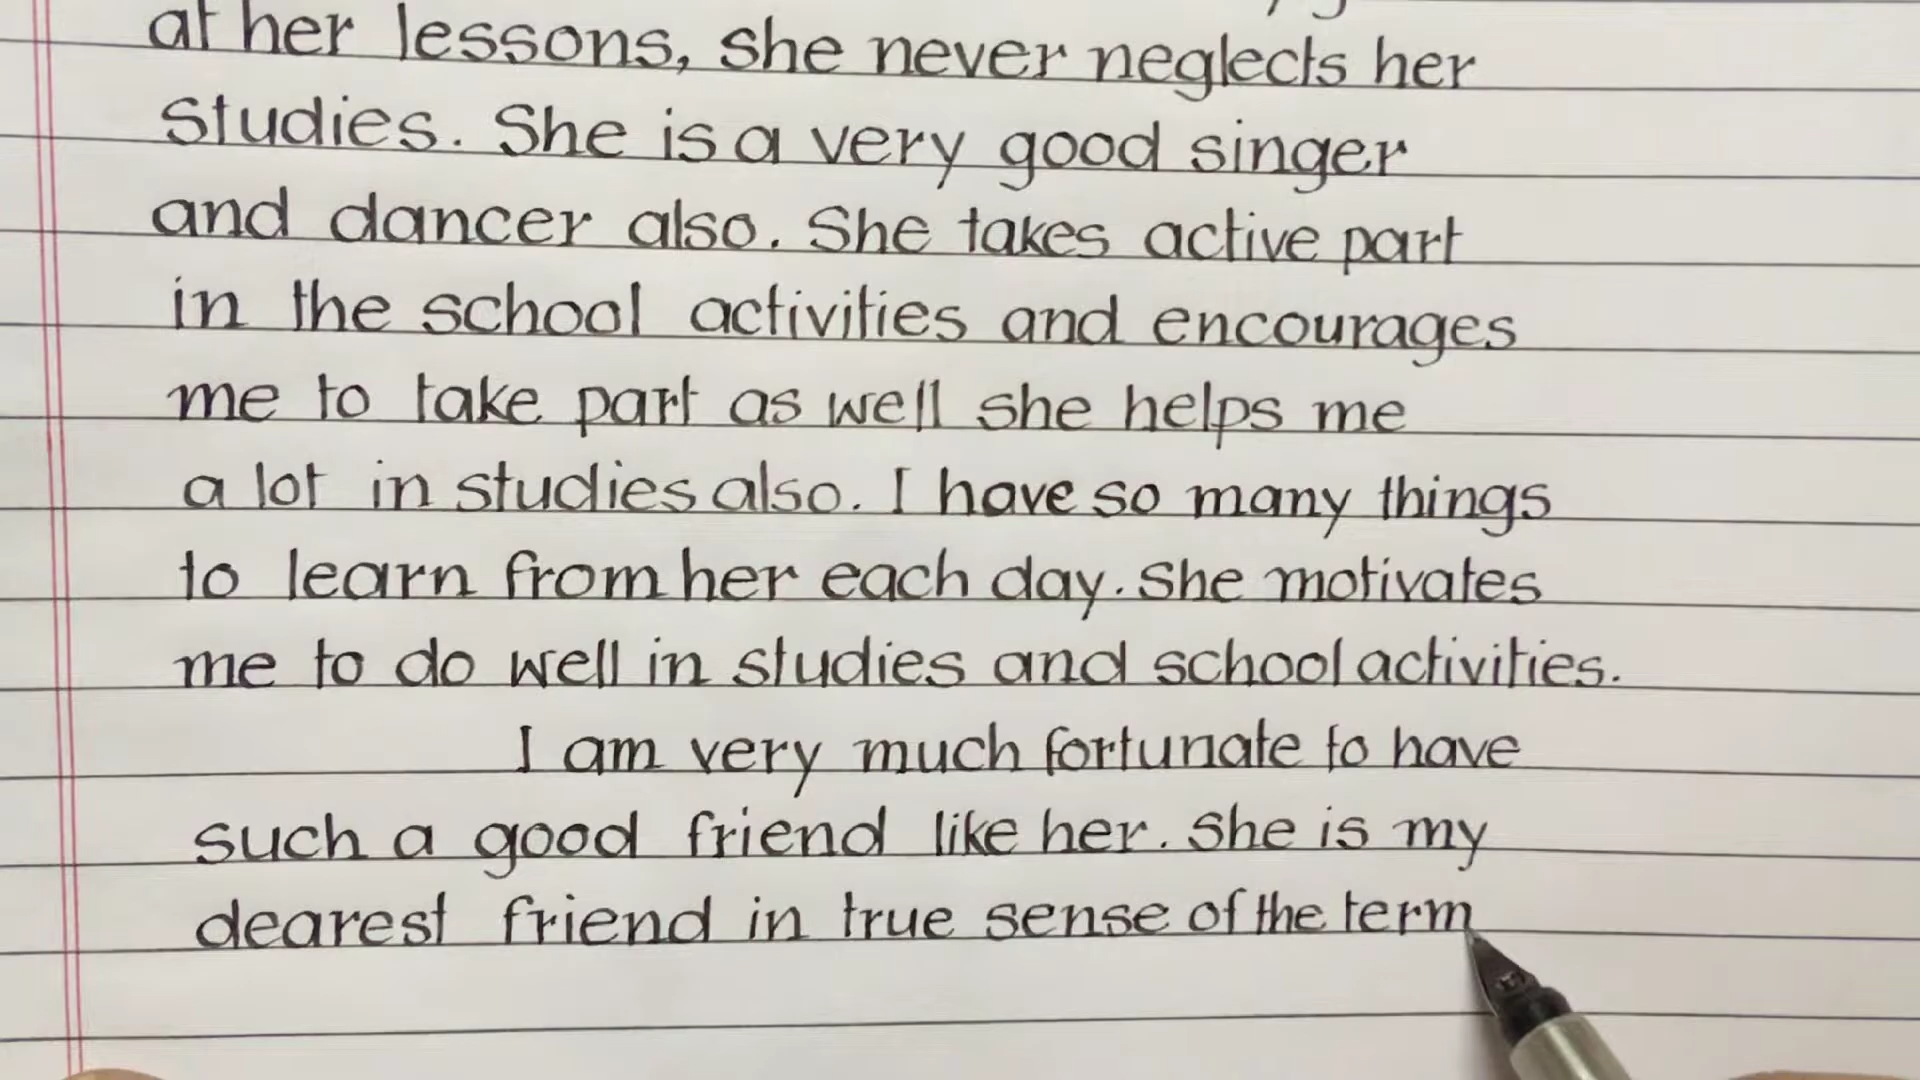 at her lessons, she never neglects her
studies. She is a very good singer
and dancer also. She takes active part
in the school activities and encourages
me to take part as well she helps me
a lot in studies also. I have so many things
to learn from her each day. She motivates
me to do well in studies and school activities.
I am very much fortunate to have
such a good friend like her. She is my
dearest friend in true sense of the term